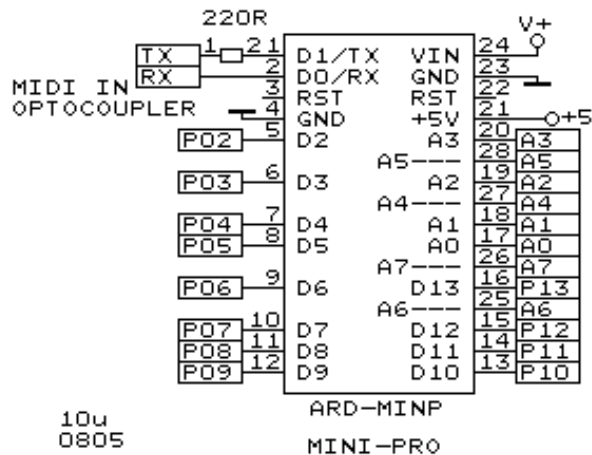 220R
V+
TX 1 2 1 D1/TX VIN 24
RX 2 D0/RX GND 23
MIDI IN 3 RST RST 22
OPTOCOUPLER 4 GND +5V 21 +5
P02 5 D2 A3 20 A3
A5--- 28 A5
P03 6 D3 A2 19 A2
A4--- 27 A4
P04 7 D4 A1 18 A1
P05 8 D5 A0 17 A0
A7--- 26 A7
P06 9 D6 D13 16 P13
A6--- 25 A6
P07 10 D7 D12 15 P12
P08 11 D8 D11 14 P11
P09 12 D9 D10 13 P10
ARD-MINP
10u
0805
MINI-PRO